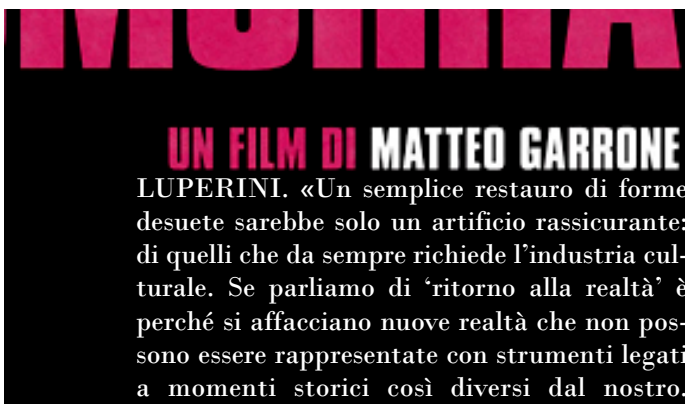 UN FILM DI MATTEO GARRONE
LUPERINI. «Un semplice restauro di forme
desuete sarebbe solo un artificio rassicurante:
di quelli che da sempre richiede l'industria cul-
turale. Se parliamo di ‘ritorno alla realtà’ è
perché si affacciano nuove realtà che non pos-
sono essere rappresentate con strumenti legati
a momenti storici così diversi dal nostro.